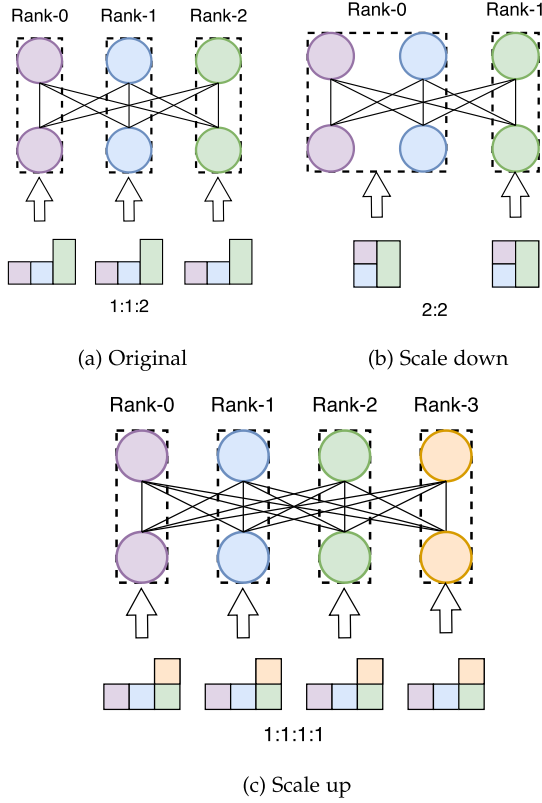 Rank-0 Rank-1 Rank-2
1:1:2
(a) Original
Rank-0 Rank-1
2:2
(b) Scale down
Rank-0 Rank-1 Rank-2 Rank-3
1:1:1:1
(c) Scale up